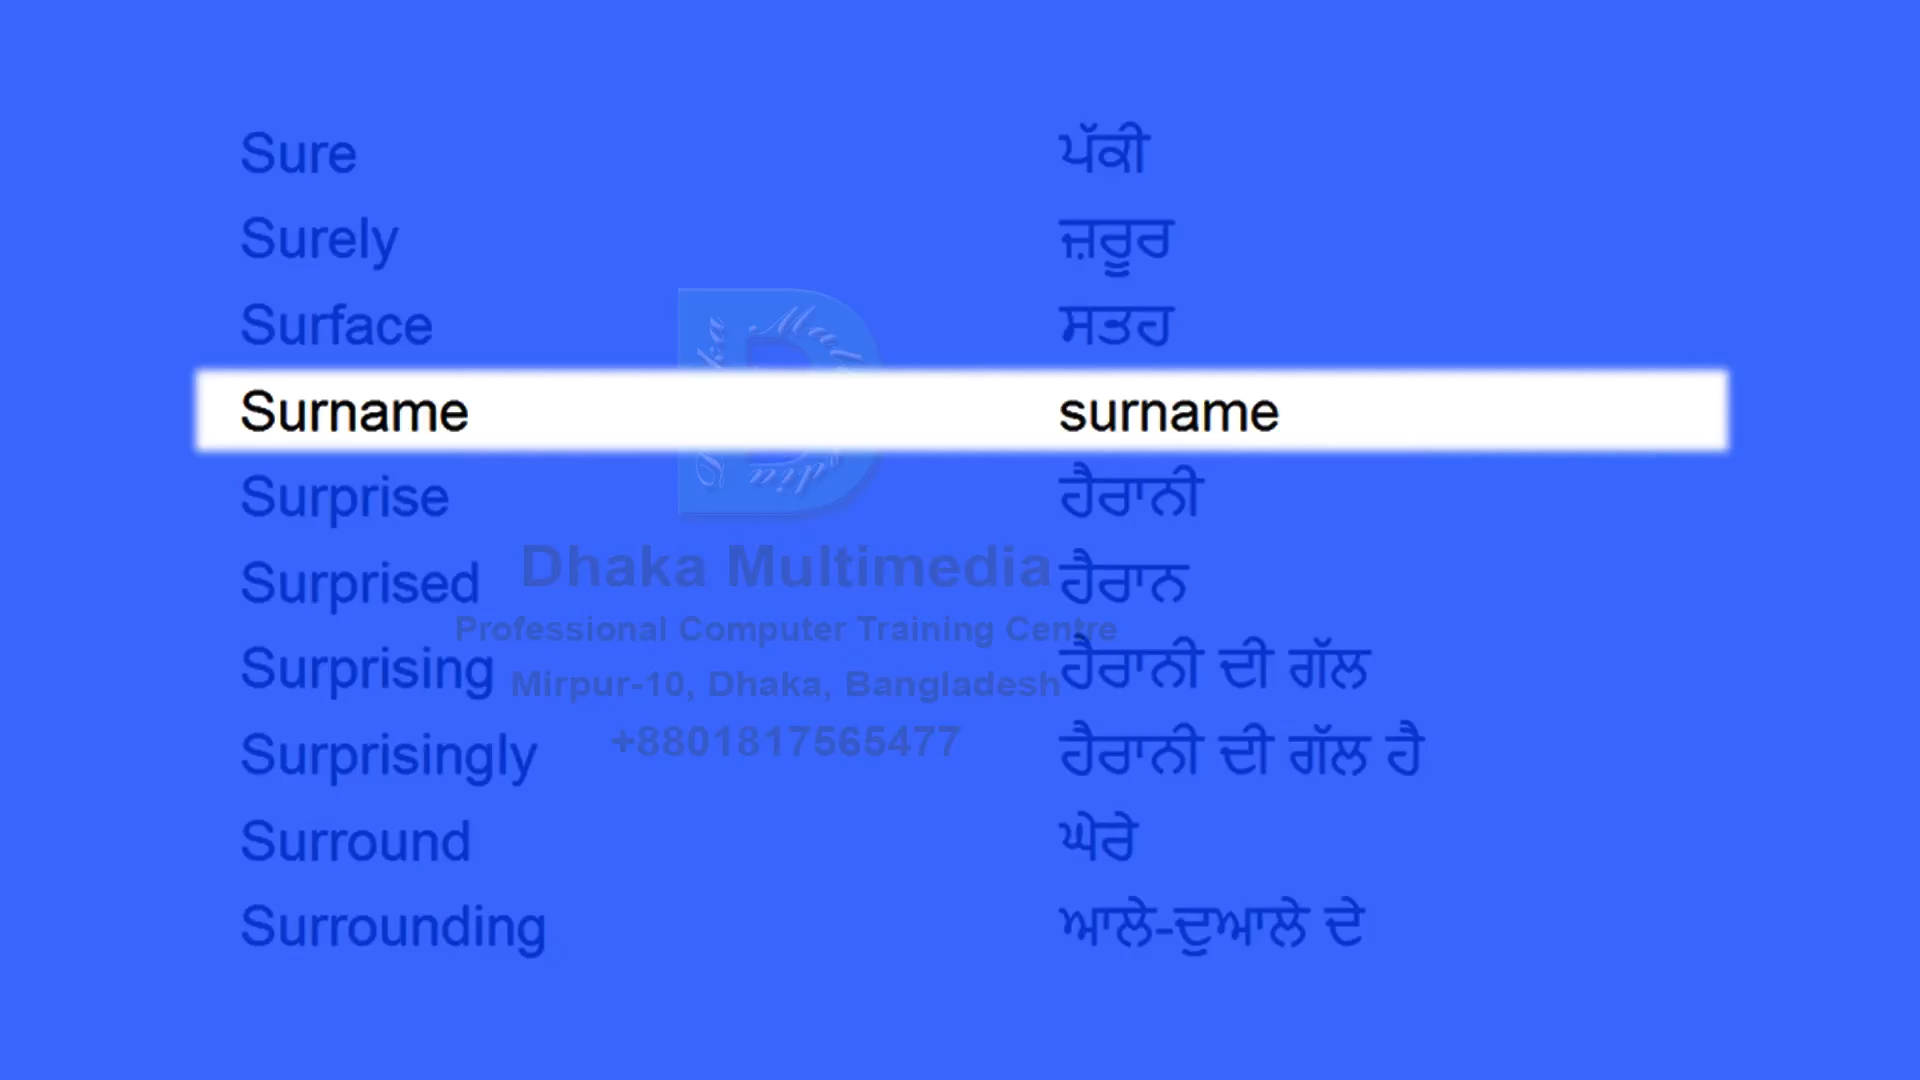 Sure ਪੱਕੀ
Surely ਜ਼ਰੂਰ
Surface ਸਤਹ
Surname surname
Surprise ਹੈਰਾਨੀ
Surprised ਹੈਰਾਨ
Surprising ਹੈਰਾਨੀ ਦੀ ਗੱਲ
Surprisingly ਹੈਰਾਨੀ ਦੀ ਗੱਲ ਹੈ
Surround ਘੇਰੇ
Surrounding ਆਲੇ-ਦੁਆਲੇ ਦੇ
Dhaka Multimedia
Professional Computer Training Centre
Mirpur-10, Dhaka, Bangladesh
+8801817565477